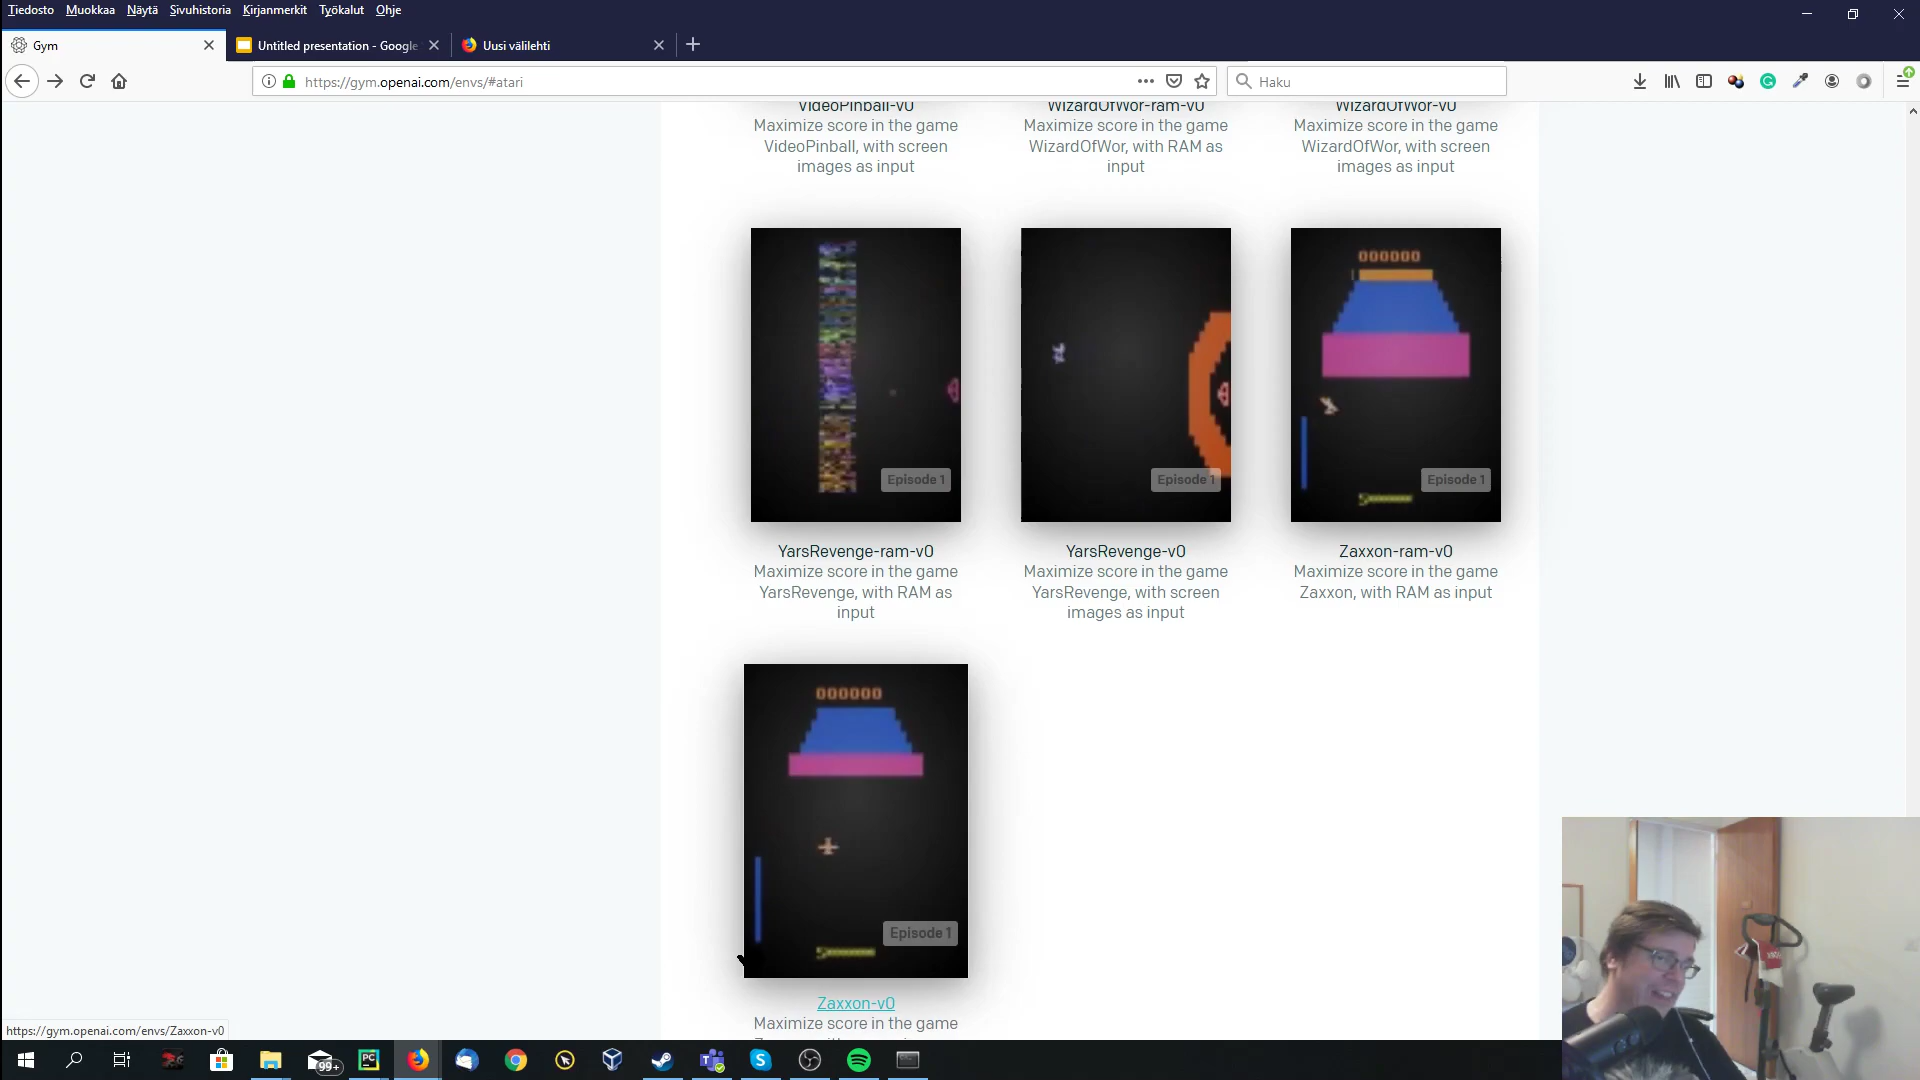 Tiedosto Muokkaa Näytä Sivuhistoria Kirjanmerkit Työkalut Ohje
Gym
Untitled presentation - Google
Uusi välilehti
https://gym.openai.com/envs/#atari
Haku
VideoPinball-v0
Maximize score in the game
VideoPinball, with screen
images as input
WizardOfWor-ram-v0
Maximize score in the game
WizardOfWor, with RAM as
input
WizardOfWor-v0
Maximize score in the game
WizardOfWor, with screen
images as input
Episode 1
Episode 1
000000
Episode 1
YarsRevenge-ram-v0
Maximize score in the game
YarsRevenge, with RAM as
input
YarsRevenge-v0
Maximize score in the game
YarsRevenge, with screen
images as input
Zaxxon-ram-v0
Maximize score in the game
Zaxxon, with RAM as input
000000
Episode 1
Zaxxon-v0
Maximize score in the game
https://gym.openai.com/envs/Zaxxon-v0
99+
PC